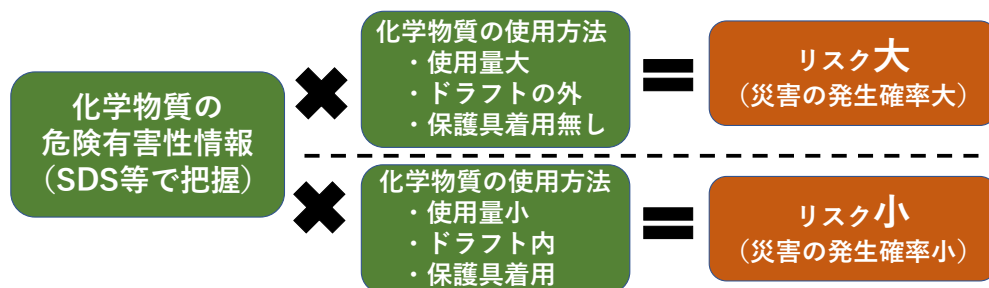 化学物質の
危険有害性情報
（SDS等で把握）
化学物質の使用方法
・使用量大
・ドラフトの外
・保護具着用無し
リスク大
（災害の発生確率大）
化学物質の使用方法
・使用量小
・ドラフト内
・保護具着用
リスク小
（災害の発生確率小）